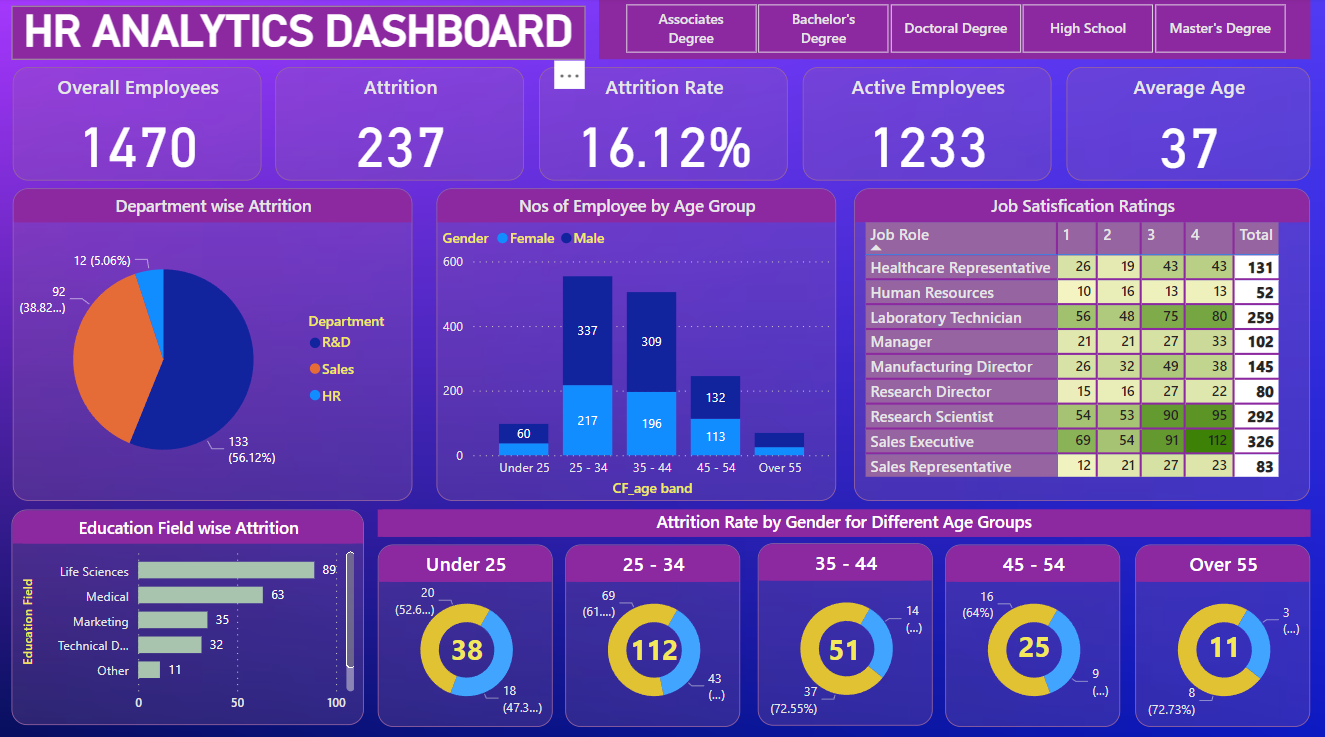 HR ANALYTICS DASHBOARD
Associates
Degree
Bachelor's
Degree
Doctoral Degree
High School
Master's Degree
Overall Employees
1470
Attrition
237
Attrition Rate
16.12%
Active Employees
1233
Average Age
37
Department wise Attrition
12 (5.06%)
92
(38.82...)
133
(56.12%)
Department
R&D
Sales
HR
Nos of Employee by Age Group
Gender Female Male
600
400
200
0
60
337
217
309
196
132
113
Under 25 25 - 34 35 - 44 45 - 54 Over 55
CF_age band
Job Satisfication Ratings
Job Role 1 2 3 4 Total
Healthcare Representative 26 19 43 43 131
Human Resources 10 16 13 13 52
Laboratory Technician 56 48 75 80 259
Manager 21 21 27 33 102
Manufacturing Director 26 32 49 38 145
Research Director 15 16 27 22 80
Research Scientist 54 53 90 95 292
Sales Executive 69 54 91 112 326
Sales Representative 12 21 27 23 83
Education Field wise Attrition
Education Field
Life Sciences 89
Medical 63
Marketing 35
Technical D... 32
Other 11
0 50 100
Attrition Rate by Gender for Different Age Groups
Under 25
20
(52.6...)
38
18
(47.3...)
25 - 34
69
(61....)
112
43
(...)
35 - 44
14
(...)
51
37
(72.55%)
45 - 54
16
(64%)
25
9
(...)
Over 55
3
(...)
11
8
(72.73%)